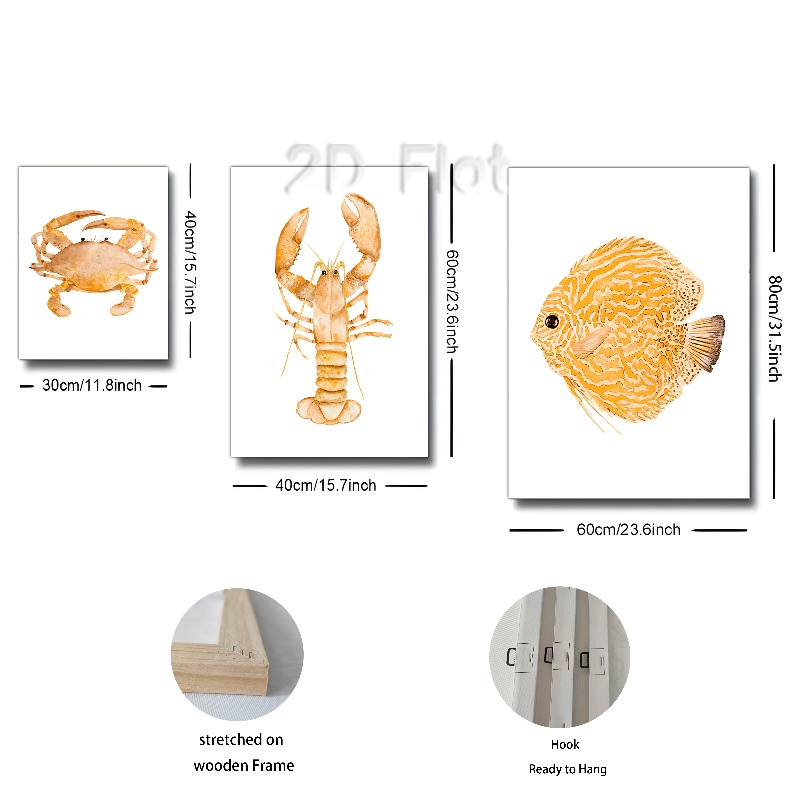 2D Flat
40cm/15.7inch
30cm/11.8inch
60cm/23.6inch
40cm/15.7inch
80cm/31.5inch
60cm/23.6inch
stretched on
wooden Frame
Hook
Ready to Hang